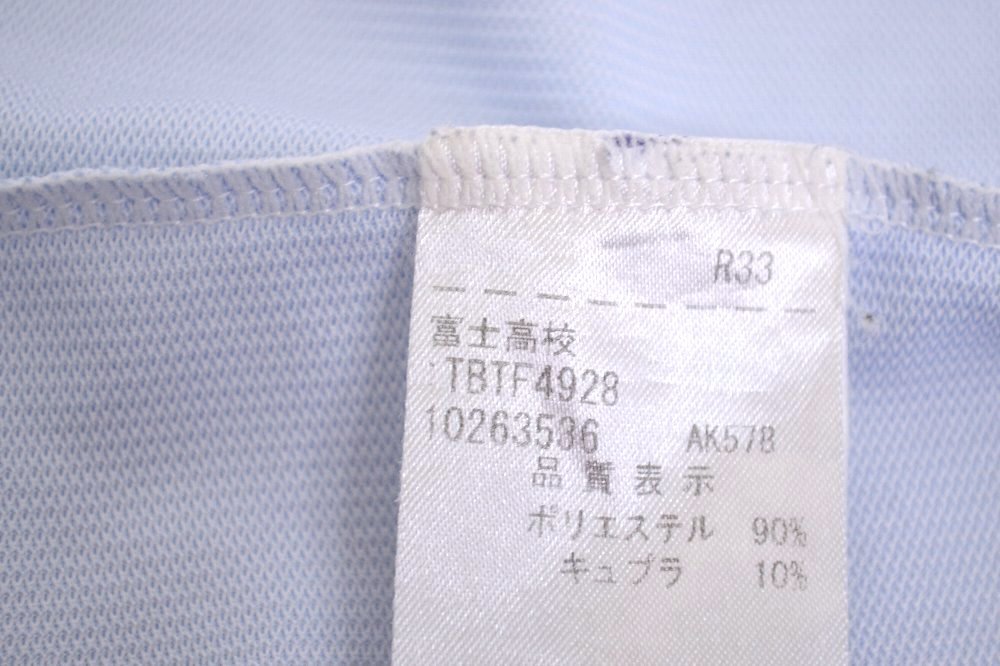 R33
富士高校
TBTF4928
10263536 AK578
品質表示
ポリエステル 90%
キュプラ 10%